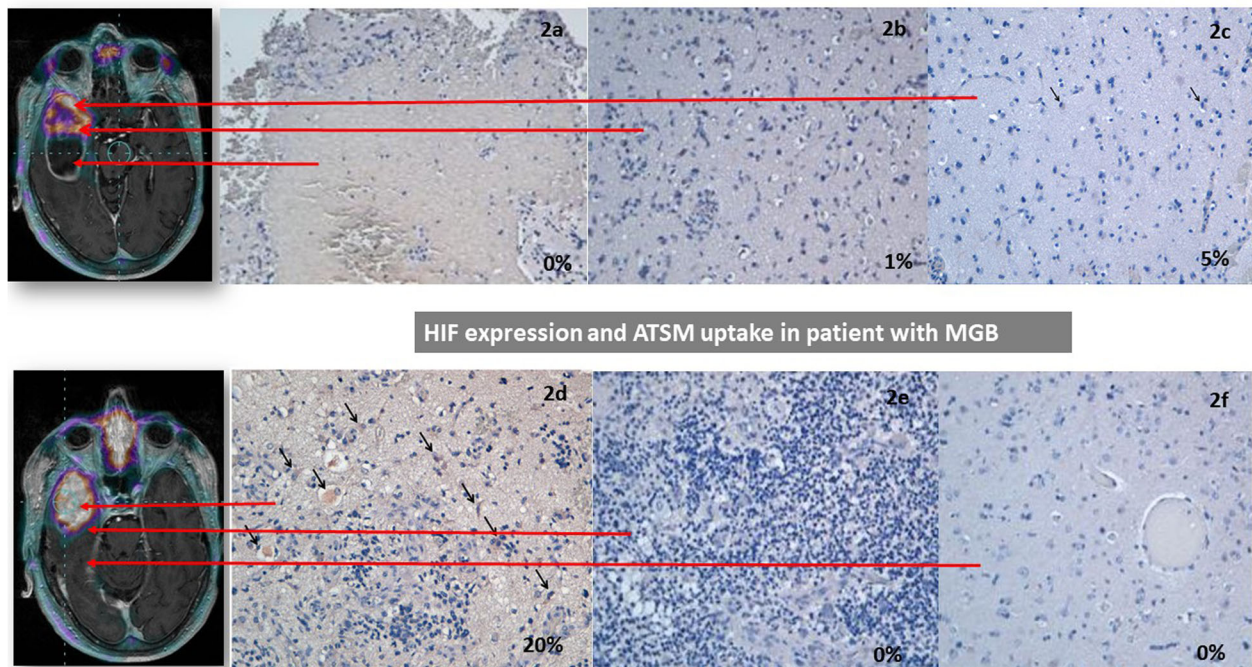 2a
2b
2c
0%
1%
5%
HIF expression and ATSM uptake in patient with MGB
2d
2e
2f
20%
0%
0%